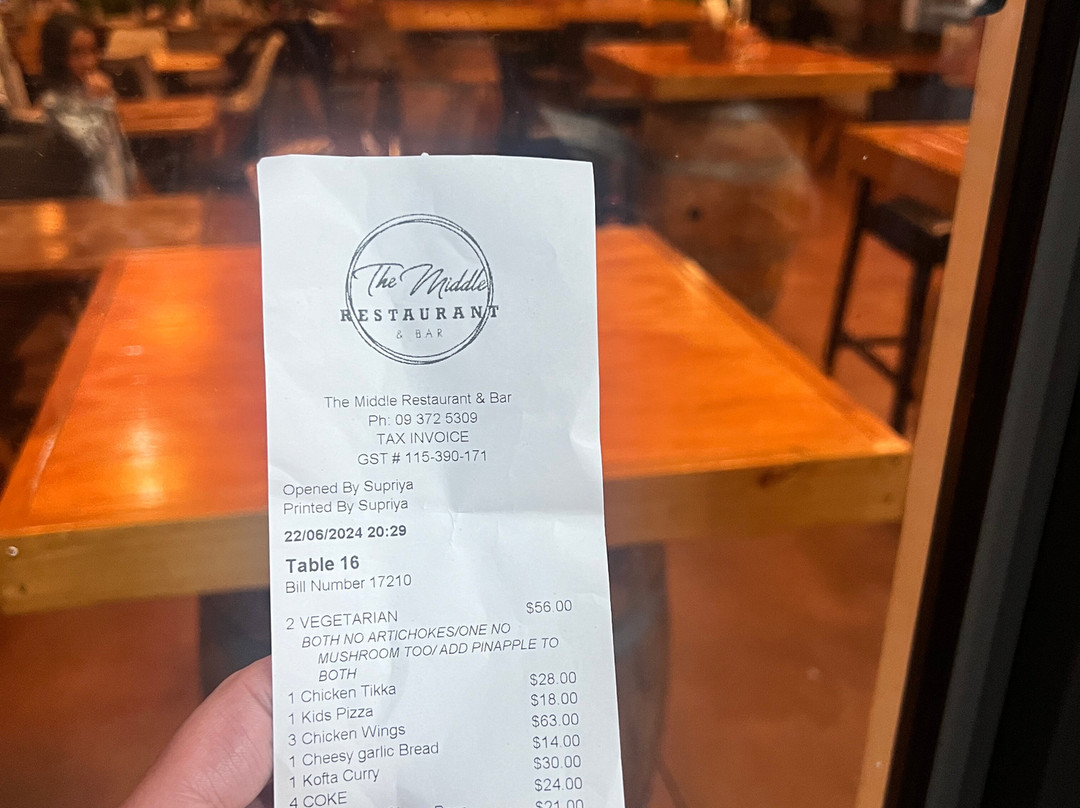 The Middle
RESTAURANT
& BAR
The Middle Restaurant & Bar
Ph: 09 372 5309
TAX INVOICE
GST # 115-390-171
Opened By Supriya
Printed By Supriya
22/06/2024 20:29
Table 16
Bill Number 17210
2 VEGETARIAN $56.00
BOTH NO ARTICHOKES/ONE NO
MUSHROOM TOO/ ADD PINAPPLE TO
BOTH
1 Chicken Tikka $28.00
1 Kids Pizza $18.00
3 Chicken Wings $63.00
1 Cheesy garlic Bread $14.00
1 Kofta Curry $30.00
4 COKE $24.00
$21.00